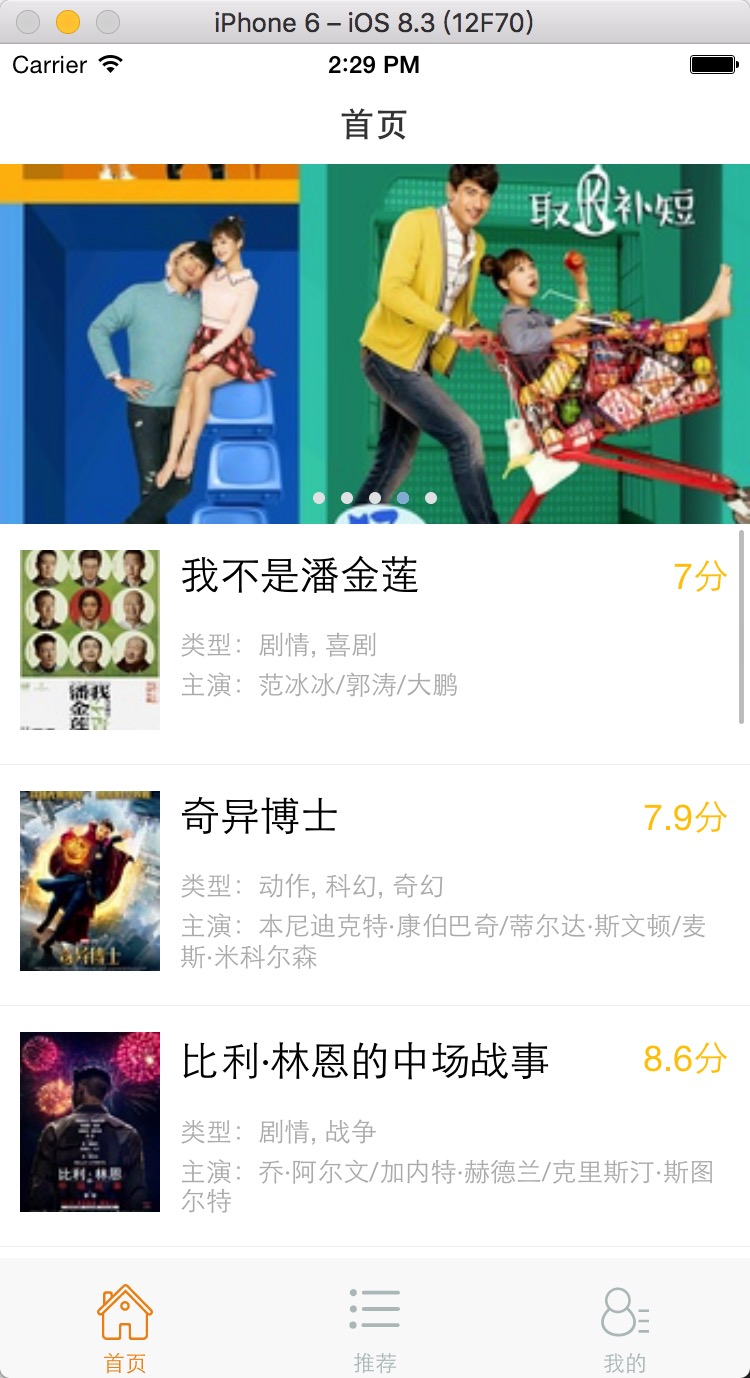 iPhone 6 – iOS 8.3 (12F70)
Carrier 2:29 PM
首页
取长补短
我不是潘金莲 7分
类型：剧情, 喜剧
主演：范冰冰/郭涛/大鹏
我不是
潘金莲
奇异博士 7.9分
类型：动作, 科幻, 奇幻
主演：本尼迪克特·康伯巴奇/蒂尔达·斯文顿/麦
斯·米科尔森
奇异博士
比利·林恩的中场战事 8.6分
类型：剧情, 战争
主演：乔·阿尔文/加内特·赫德兰/克里斯汀·斯图
尔特
比利·林恩
首页 推荐 我的